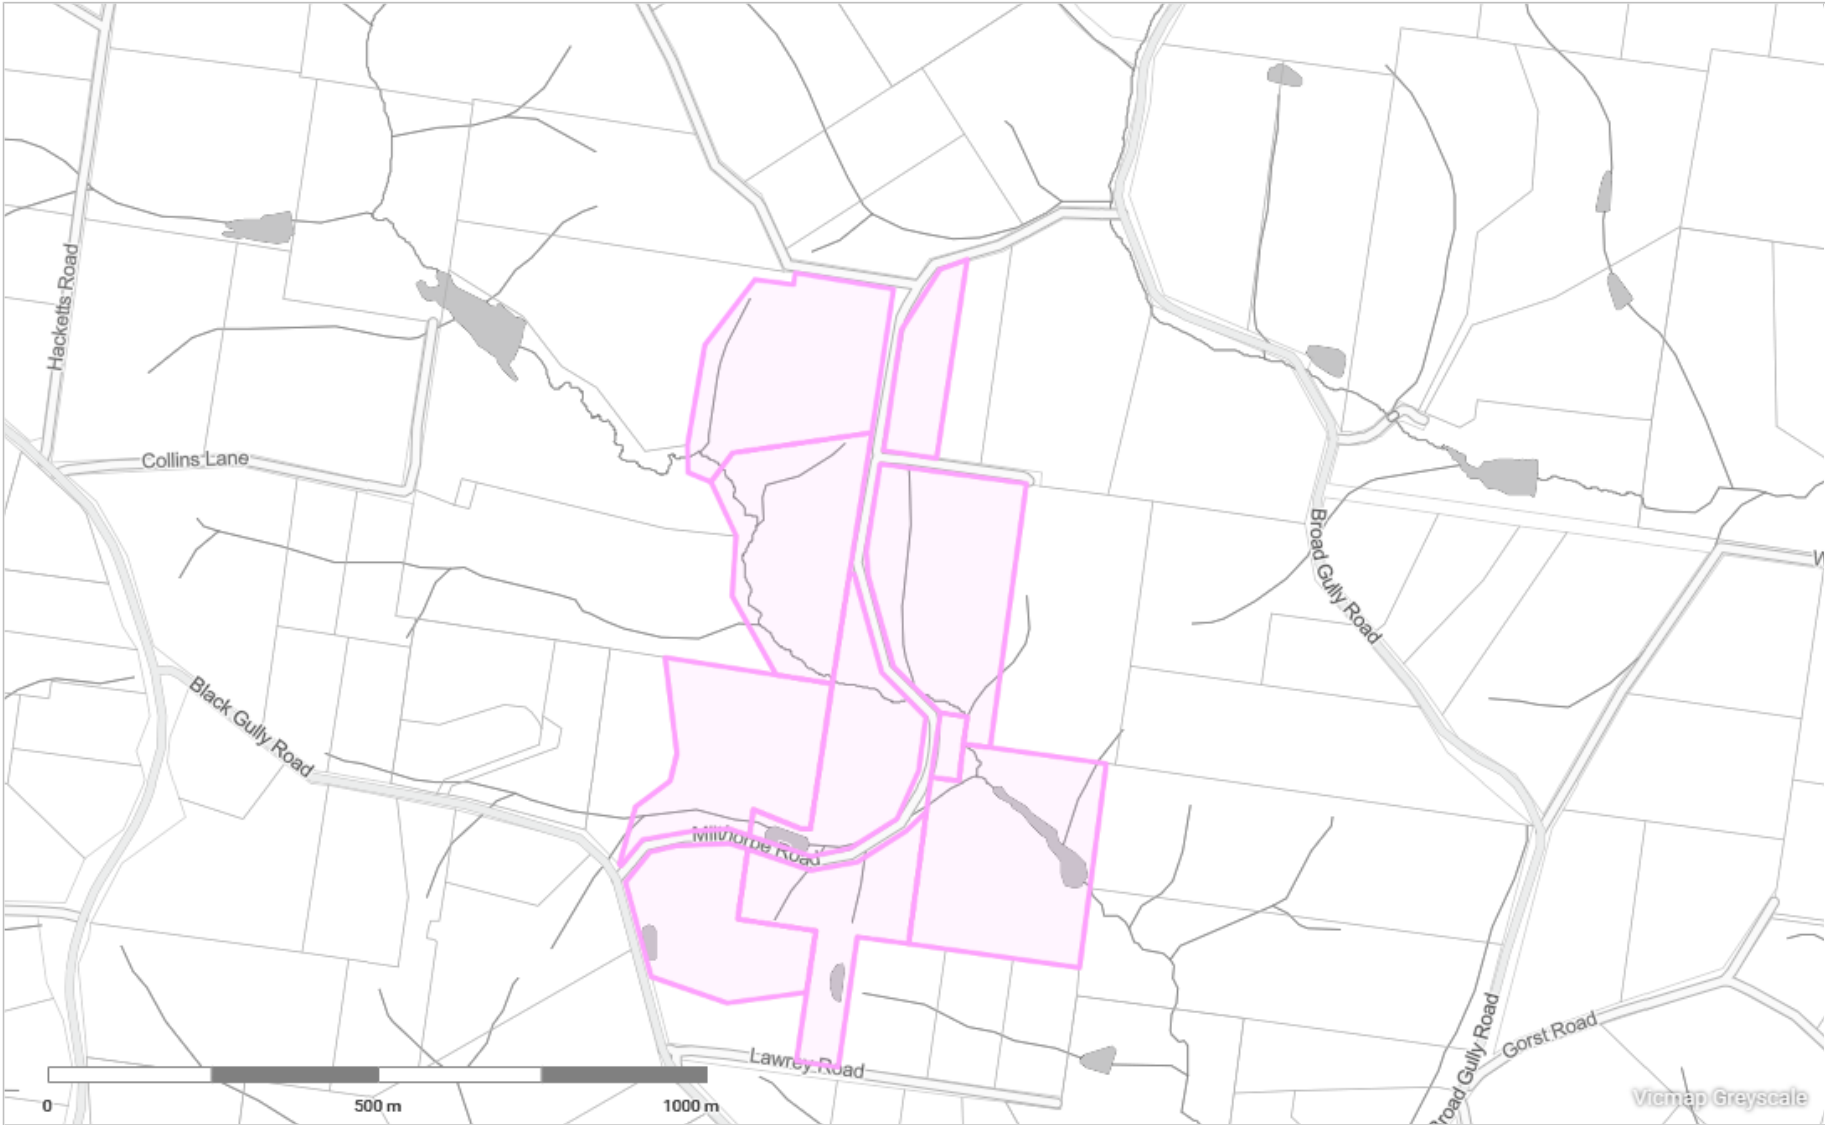 Hacketts Road
Collins Lane
Broad Gully Road
W
Black Gully Road
Millthorpe Road
Lawrey Road
Broad Gully Road
Gorst Road
0
500 m
1000 m
Vicmap Greyscale